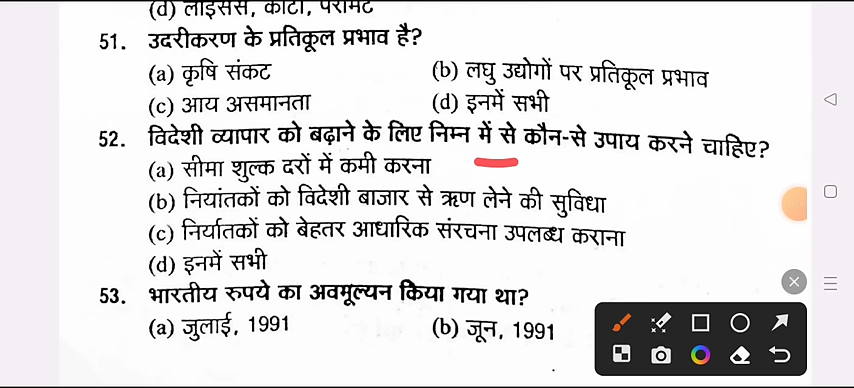 (d) लाइसेंस, कोटा, परमिट
51. उदरीकरण के प्रतिकूल प्रभाव है?
(a) कृषि संकट (b) लघु उद्योगों पर प्रतिकूल प्रभाव
(c) आय असमानता (d) इनमें सभी
52. विदेशी व्यापार को बढ़ाने के लिए निम्न में से कौन-से उपाय करने चाहिए?
(a) सीमा शुल्क दरों में कमी करना
(b) नियांतकों को विदेशी बाजार से ऋण लेने की सुविधा
(c) निर्यातकों को बेहतर आधारिक संरचना उपलब्ध कराना
(d) इनमें सभी
53. भारतीय रुपये का अवमूल्यन किया गया था?
(a) जुलाई, 1991 (b) जून, 1991